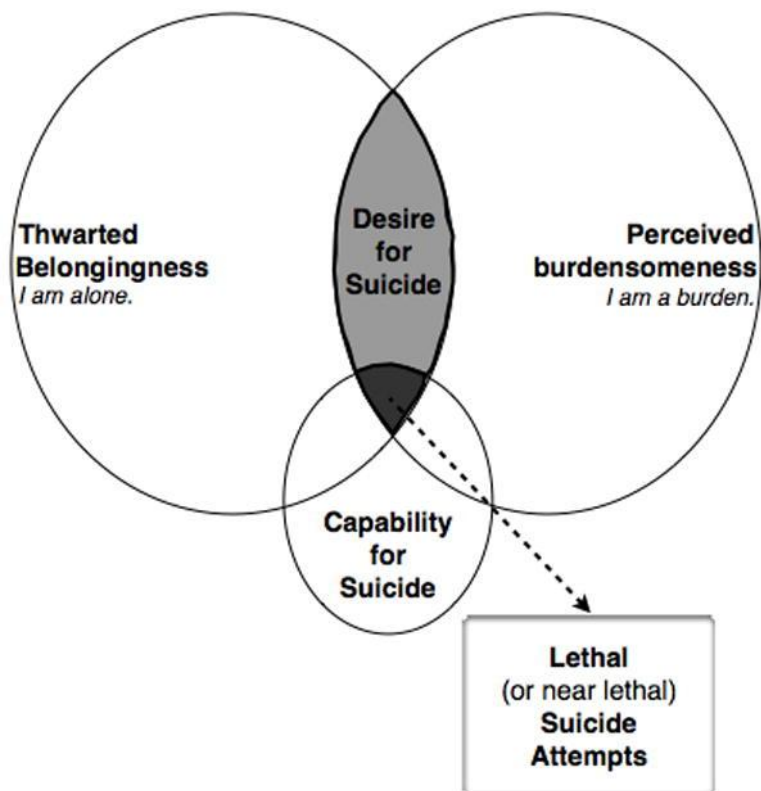 Thwarted
Belongingness
I am alone.
Desire
for
Suicide
Perceived
burdensomeness
I am a burden.
Capability
for
Suicide
Lethal
(or near lethal)
Suicide
Attempts